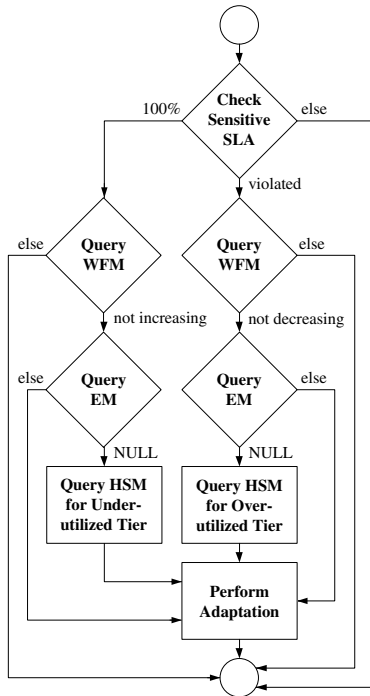 Check
Sensitive
SLA
100%
else
violated
else
Query
WFM
Query
WFM
else
not increasing
not decreasing
else
Query
EM
Query
EM
else
NULL
NULL
Query HSM
for Under-
utilized Tier
Query HSM
for Over-
utilized Tier
Perform
Adaptation